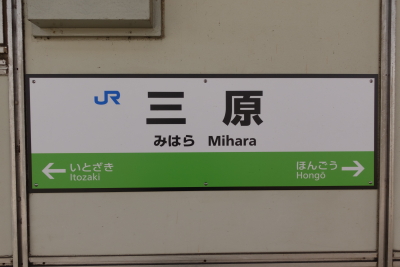 JR 三原
みはら Mihara
← いとざき ほんごう →
Itozaki Hongō